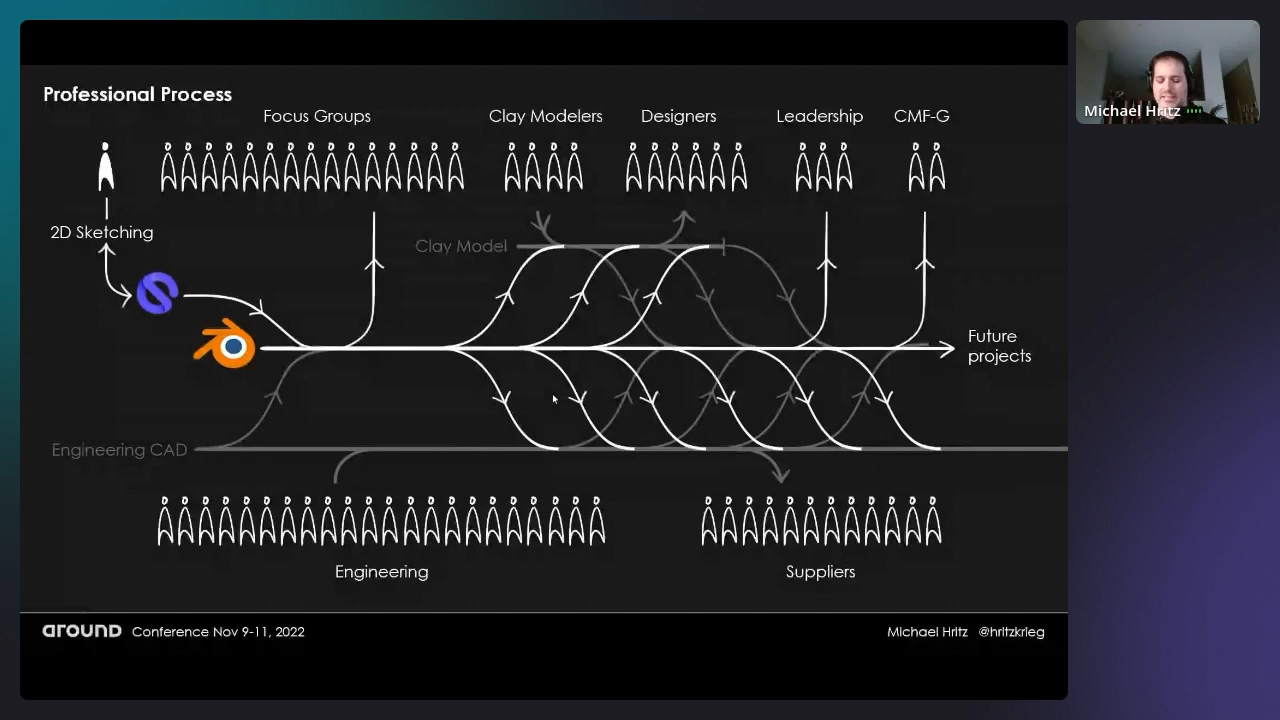 Professional Process
Focus Groups
Clay Modelers
Designers
Leadership
CMF-G
Michael Hritz
2D Sketching
Clay Model
Future
projects
Engineering CAD
Engineering
Suppliers
around
Conference Nov 9-11, 2022
Michael Hritz @hritzkrieg